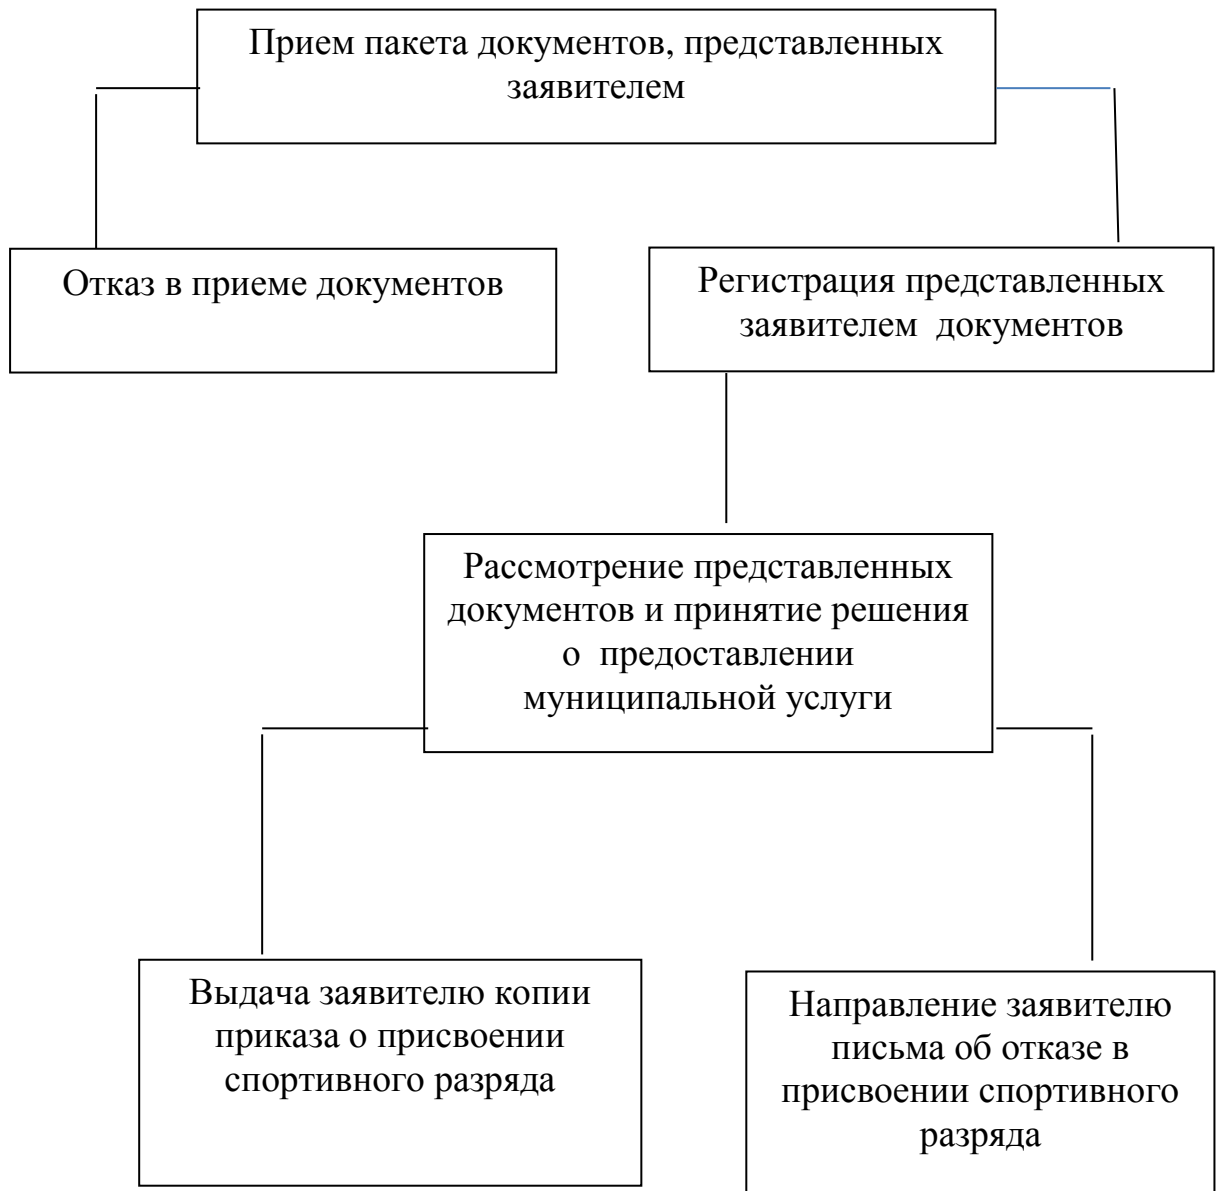 Прием пакета документов, представленных
заявителем
Отказ в приеме документов
Регистрация представленных
заявителем  документов
Рассмотрение представленных
документов и принятие решения
о  предоставлении
муниципальной услуги
Выдача заявителю копии
приказа о присвоении
спортивного разряда
Направление заявителю
письма об отказе в
присвоении спортивного
разряда